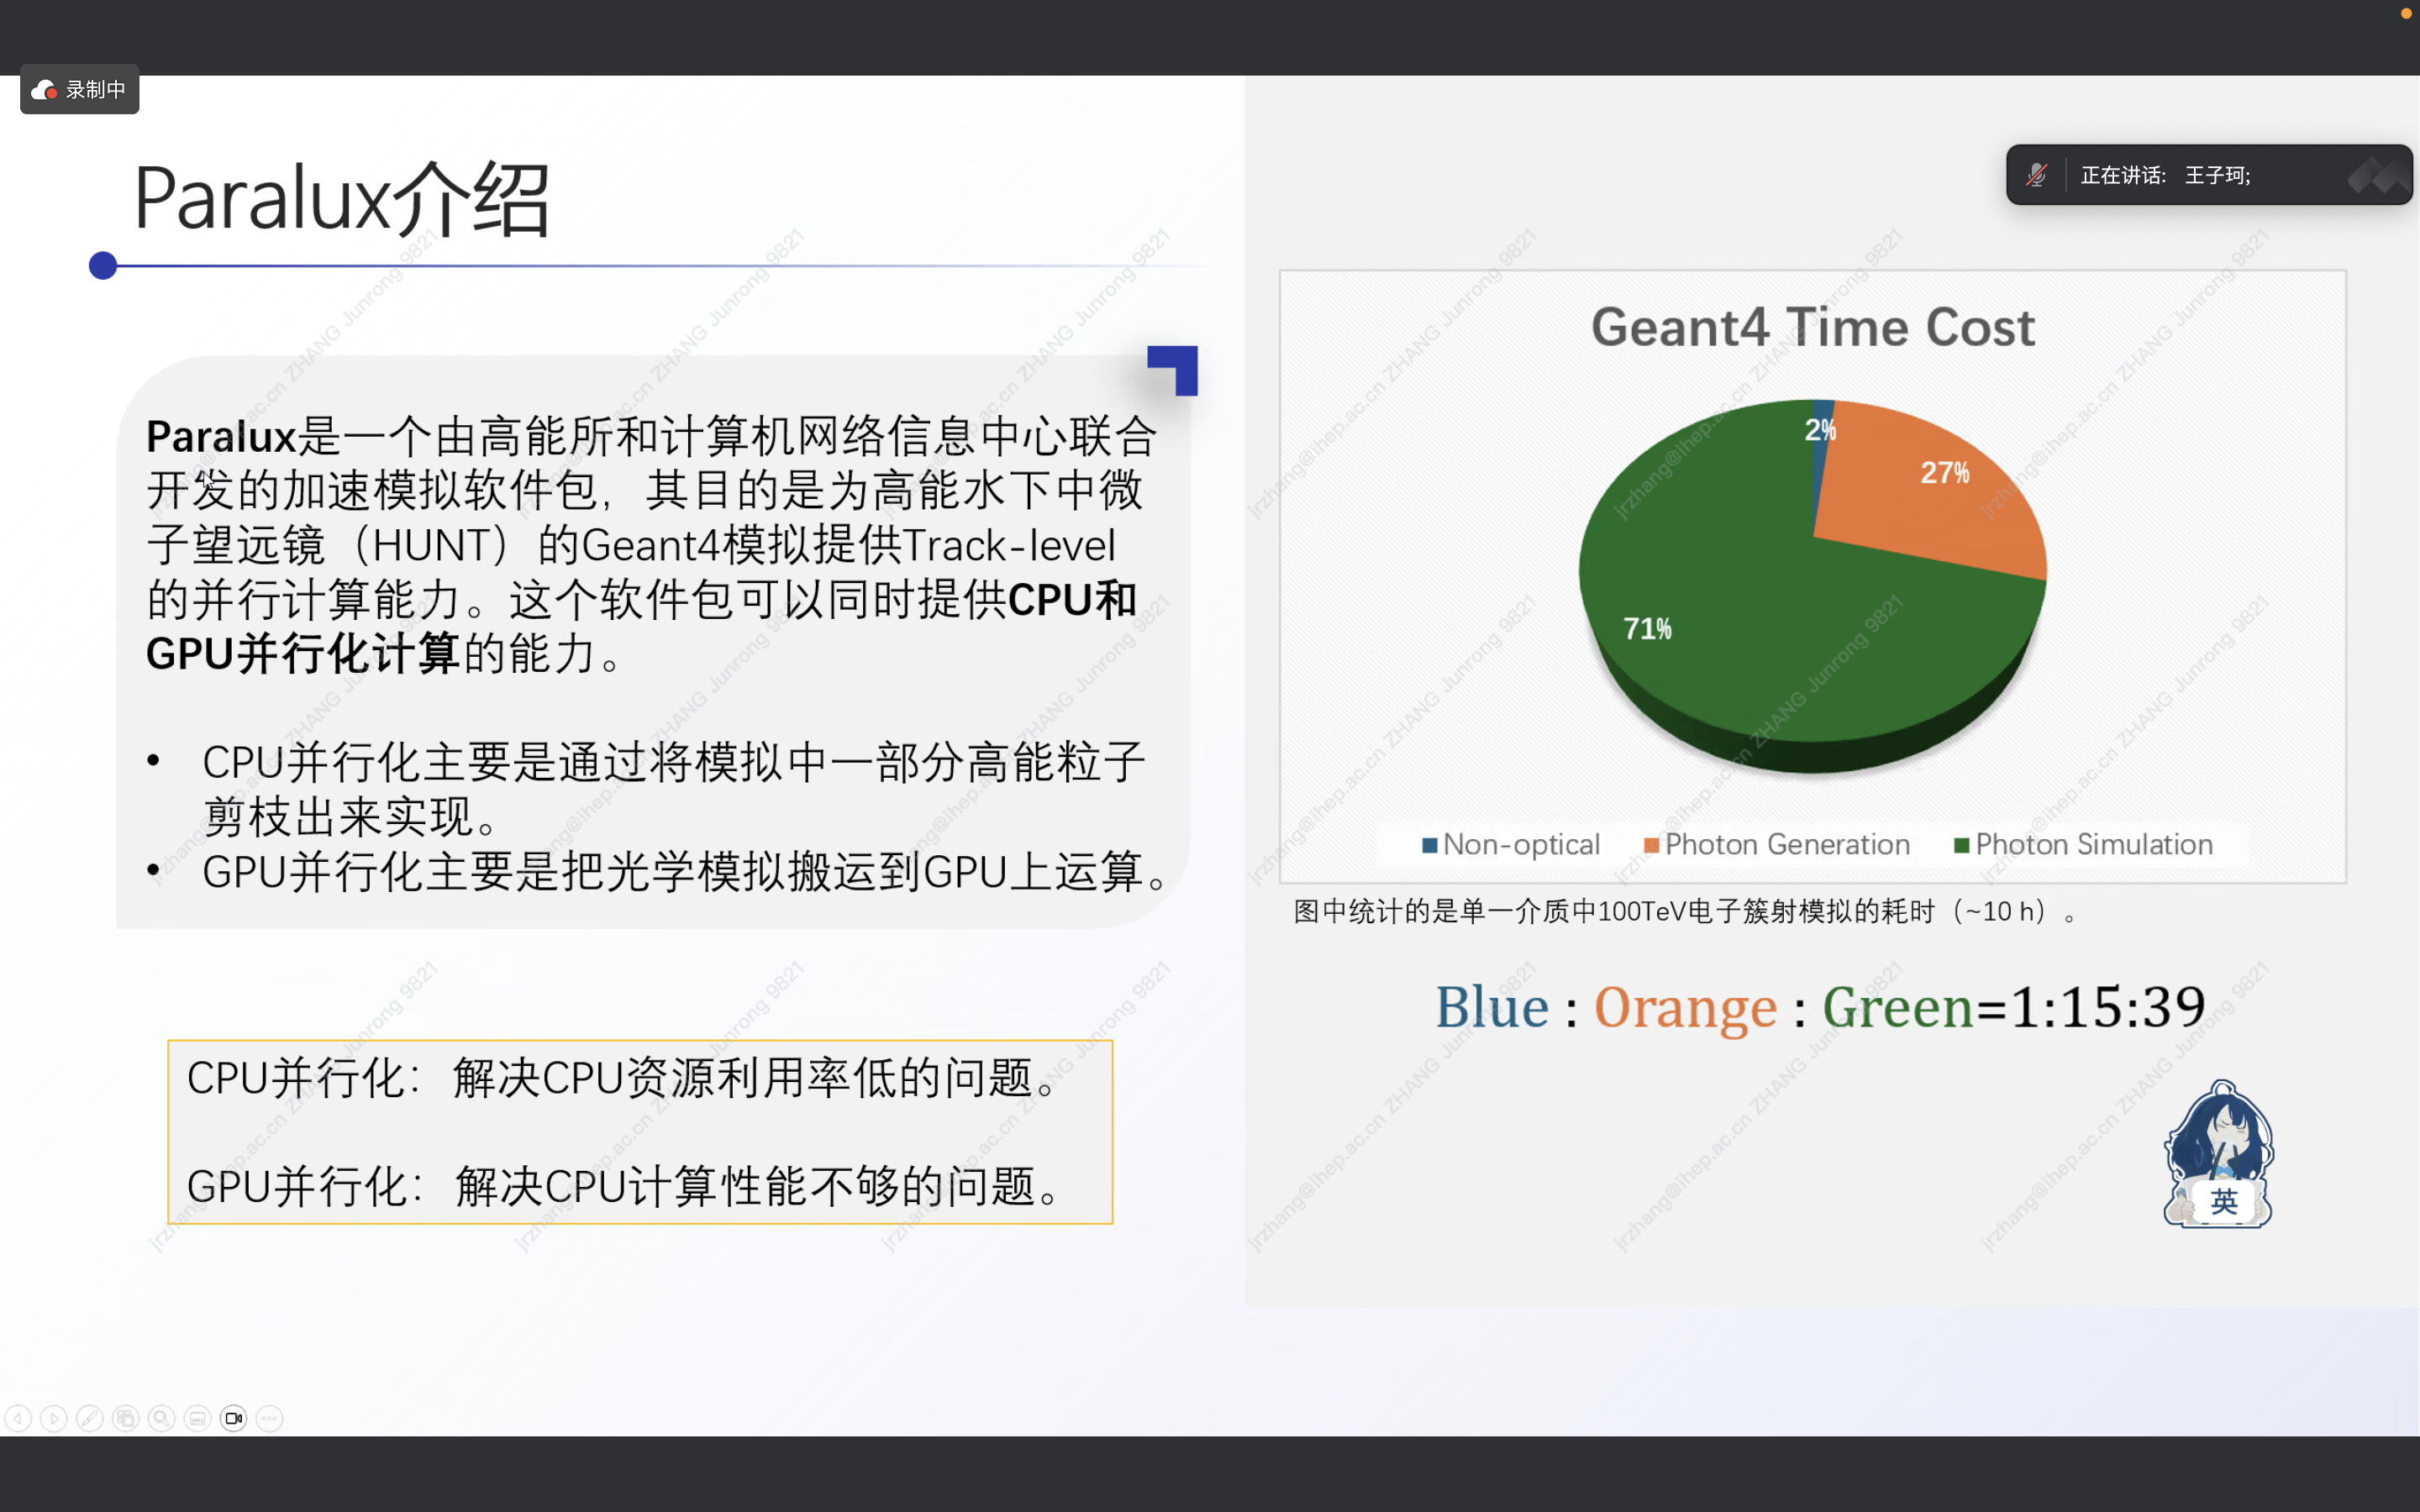 录制中
正在讲话: 王子珂;
Paralux介绍
Paralux是一个由高能所和计算机网络信息中心联合
开发的加速模拟软件包，其目的是为高能水下中微
子望远镜（HUNT）的Geant4模拟提供Track-level
的并行计算能力。这个软件包可以同时提供CPU和
GPU并行化计算的能力。
• CPU并行化主要是通过将模拟中一部分高能粒子
剪枝出来实现。
• GPU并行化主要是把光学模拟搬运到GPU上运算。
CPU并行化：解决CPU资源利用率低的问题。
GPU并行化：解决CPU计算性能不够的问题。
Geant4 Time Cost
2%
27%
71%
Non-optical Photon Generation Photon Simulation
图中统计的是单一介质中100TeV电子簇射模拟的耗时（~10 h）。
Blue : Orange : Green=1:15:39
英
jrzhang@ihep.ac.cn ZHANG Junrong 9821